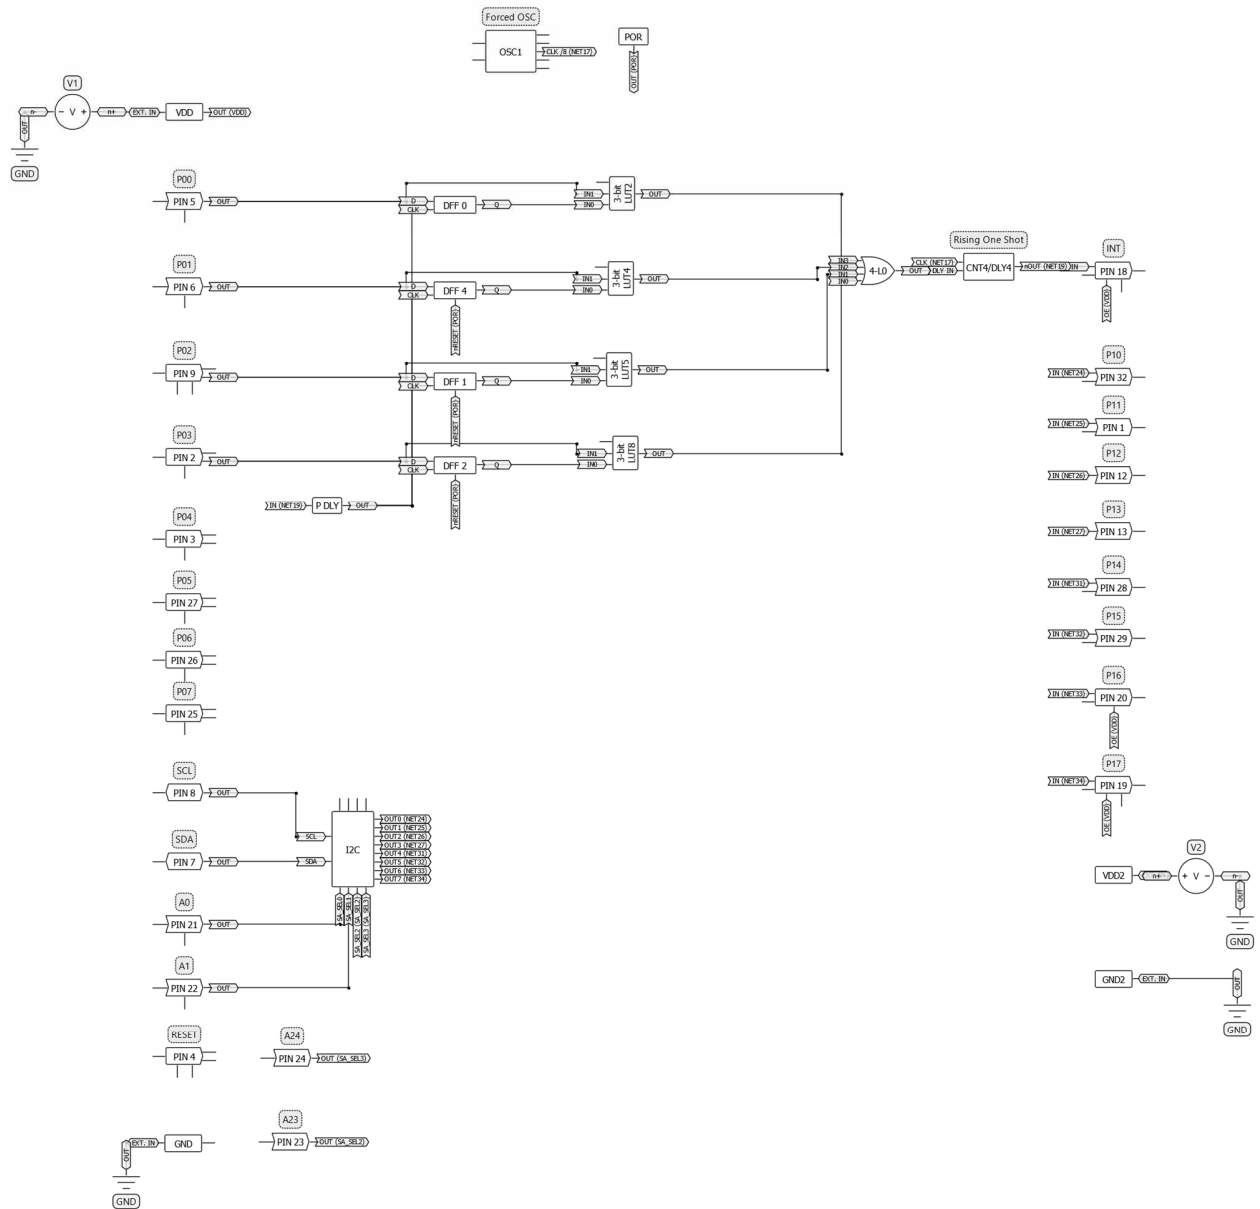 Forced OSC
OSC1
CLK /8 (NET17)
POR
OUT (POR)
V1
n-
− V +
n+
EXT. IN
VDD
OUT (VDD)
OUT
GND
P00
PIN 5
OUT
D
CLK
DFF 0
Q
IN1
IN0
3-bit
LUT2
OUT
P01
PIN 6
OUT
D
CLK
DFF 4
Q
nRESET (POR)
IN1
IN0
3-bit
LUT4
OUT
P02
PIN 9
OUT
D
CLK
DFF 1
Q
nRESET (POR)
IN1
IN0
3-bit
LUT5
OUT
P03
PIN 2
OUT
D
CLK
DFF 2
Q
nRESET (POR)
IN1
IN0
3-bit
LUT8
OUT
IN (NET19)
P DLY
OUT
IN3
IN2
IN1
IN0
4-L0
OUT
Rising One Shot
CLK (NET17)
DLY IN
CNT4/DLY4
nOUT (NET19)
IN
INT
PIN 18
OE (VDD)
P10
IN (NET24)
PIN 32
P11
IN (NET25)
PIN 1
P12
IN (NET26)
PIN 12
P13
IN (NET27)
PIN 13
P14
IN (NET31)
PIN 28
P15
IN (NET32)
PIN 29
P16
IN (NET33)
PIN 20
OE (VDD)
P17
IN (NET34)
PIN 19
OE (VDD)
P04
PIN 3
P05
PIN 27
P06
PIN 26
P07
PIN 25
SCL
PIN 8
OUT
SCL
SDA
PIN 7
OUT
SDA
I2C
OUT0 (NET24)
OUT1 (NET25)
OUT2 (NET26)
OUT3 (NET27)
OUT4 (NET31)
OUT5 (NET32)
OUT6 (NET33)
OUT7 (NET34)
SA_SEL0
SA_SEL1
SA_SEL2 (SA_SEL2)
SA_SEL3 (SA_SEL3)
A0
PIN 21
OUT
A1
PIN 22
OUT
V2
VDD2
n+
+ V −
n-
OUT
GND
GND2
EXT. IN
OUT
GND
RESET
PIN 4
A24
PIN 24
OUT (SA_SEL3)
A23
PIN 23
OUT (SA_SEL2)
EXT. IN
GND
OUT
GND